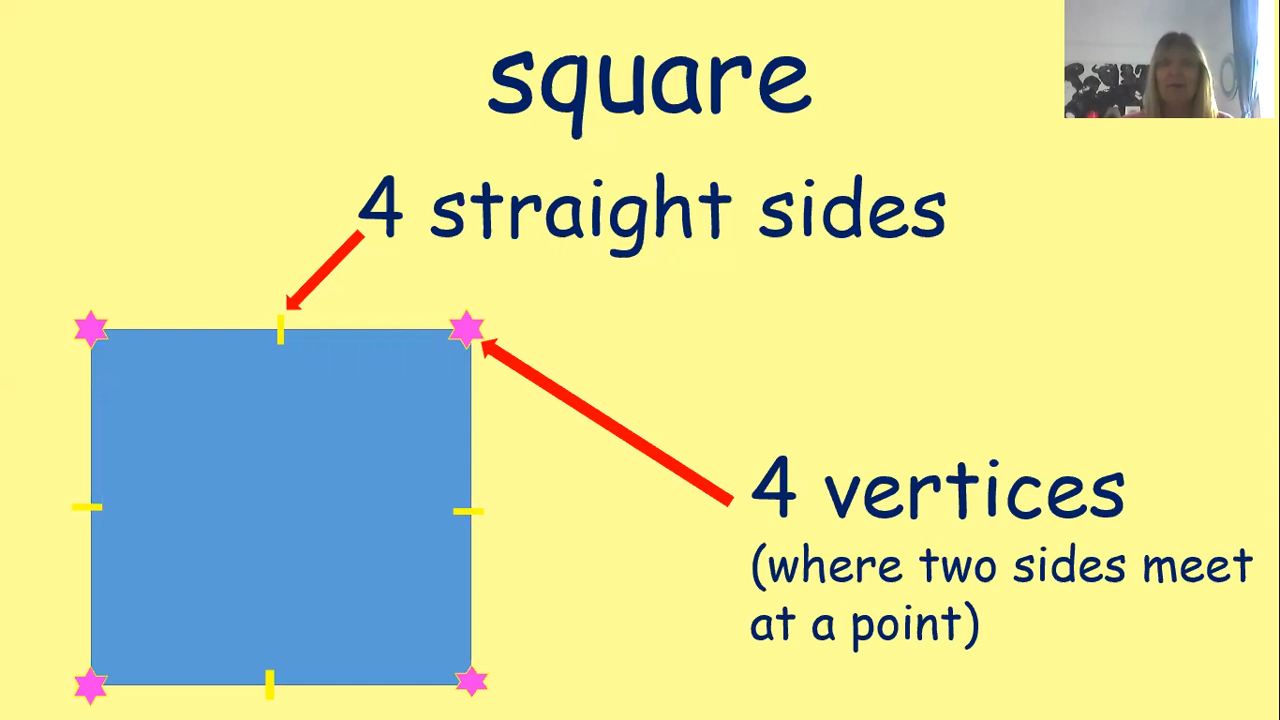 square
4 straight sides
4 vertices
(where two sides meet
at a point)